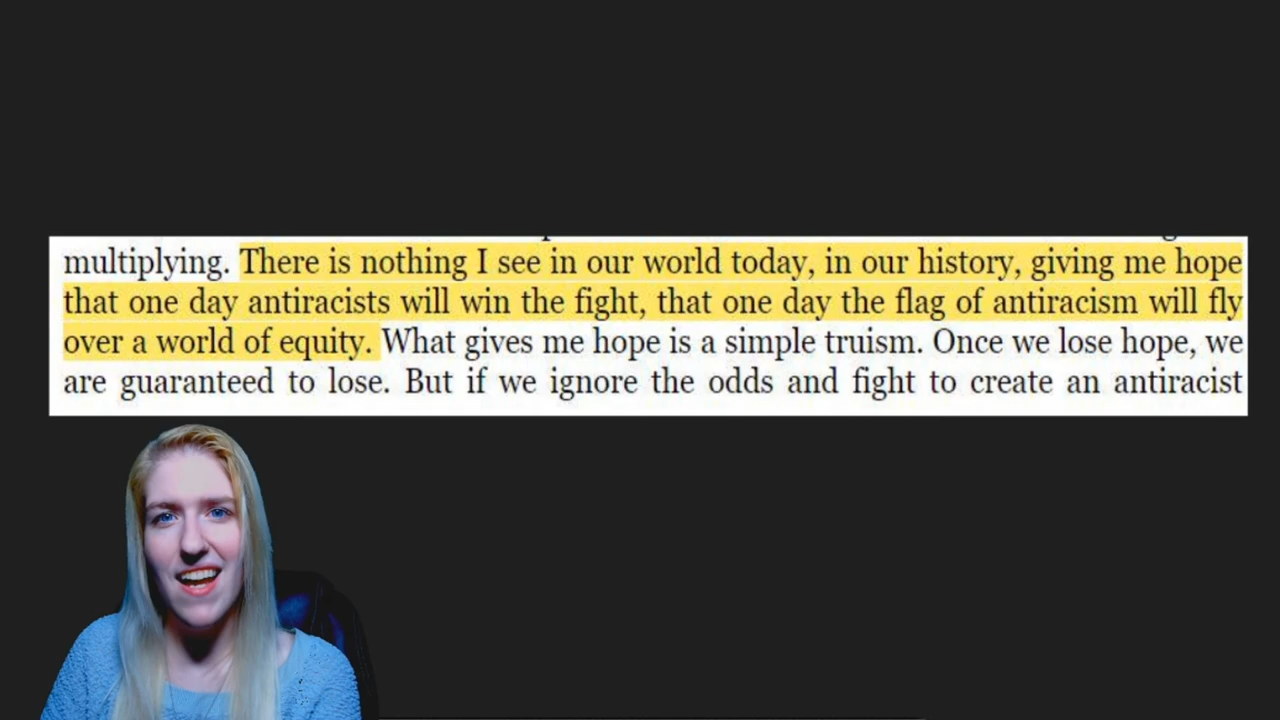 multiplying. There is nothing I see in our world today, in our history, giving me hope
that one day antiracists will win the fight, that one day the flag of antiracism will fly
over a world of equity. What gives me hope is a simple truism. Once we lose hope, we
are guaranteed to lose. But if we ignore the odds and fight to create an antiracist